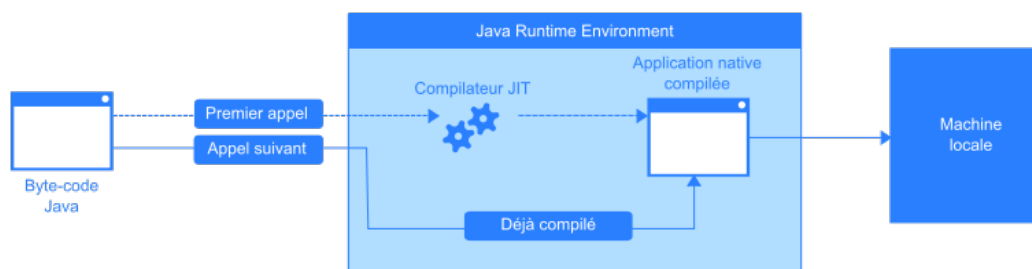 Java Runtime Environment
Application native
compilée
Compilateur JIT
Premier appel
Appel suivant
Machine
locale
Byte-code
Java
Déjà compilé